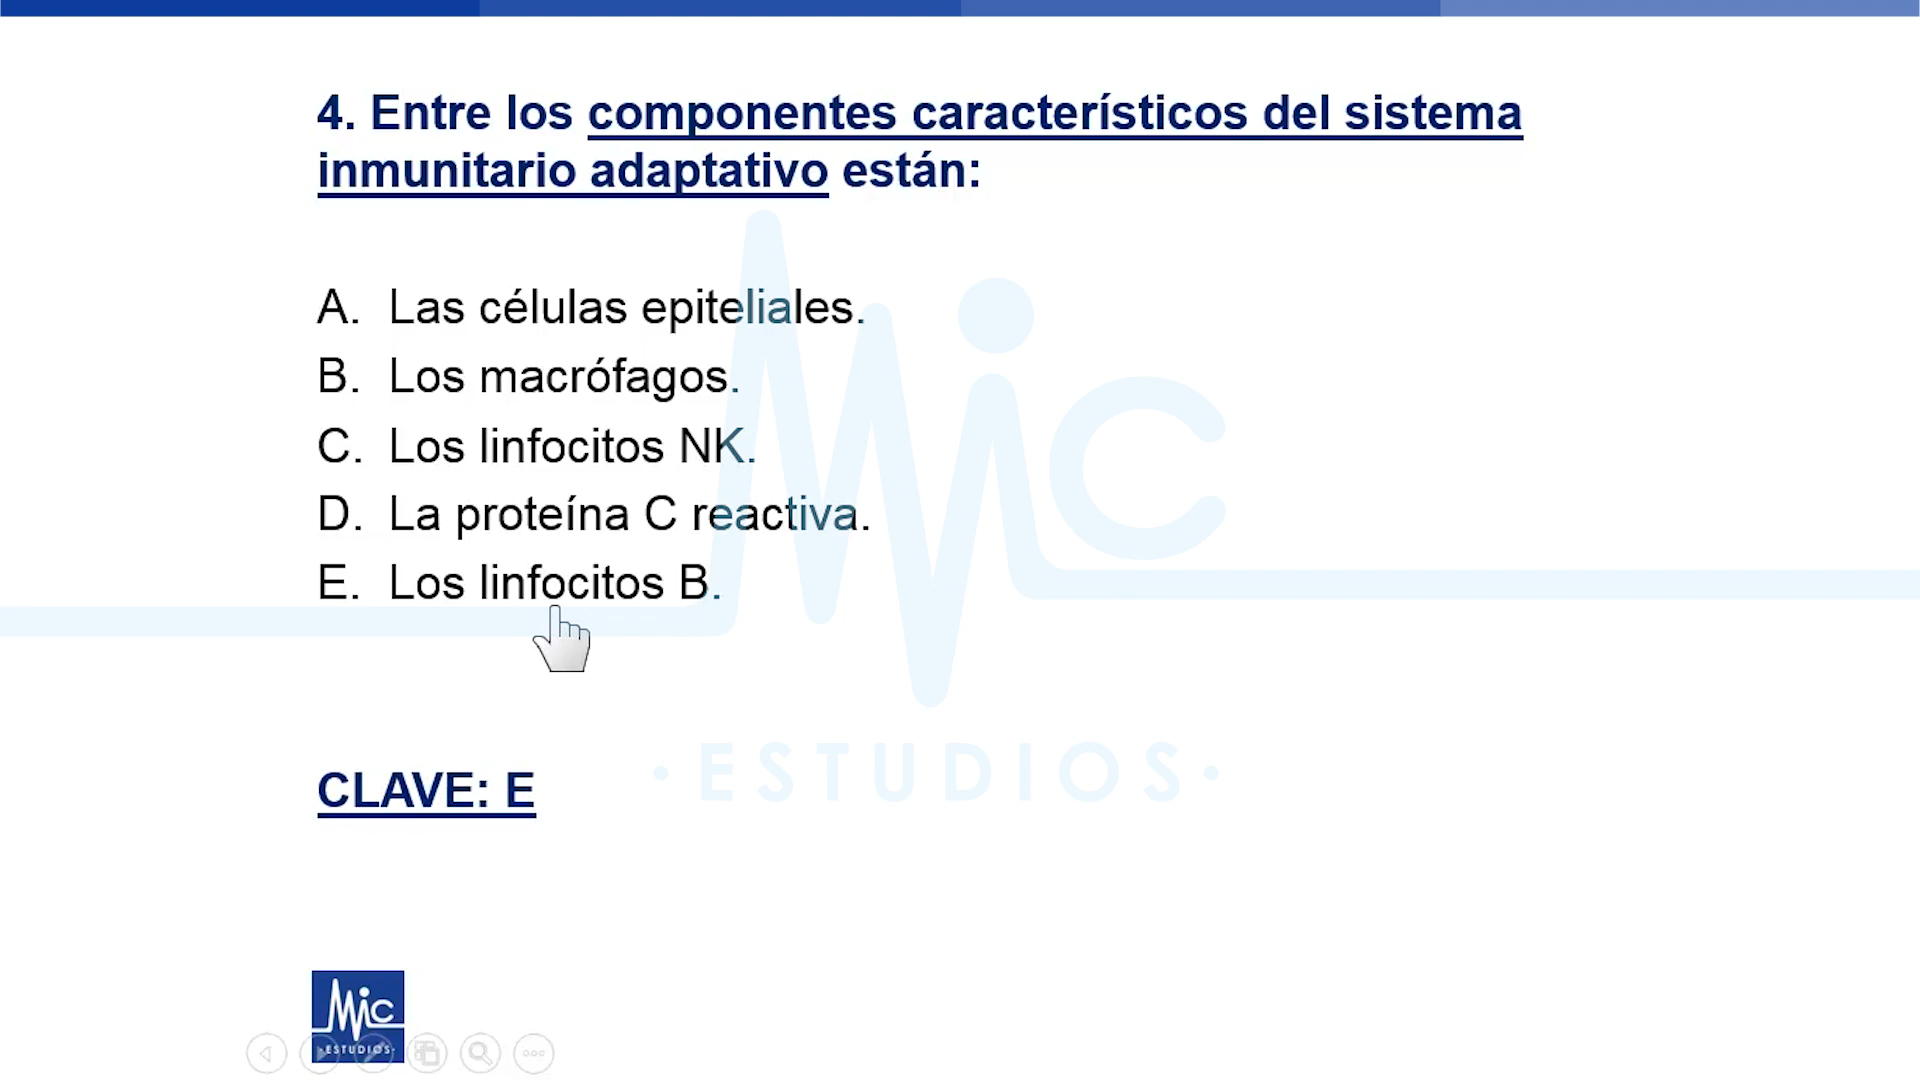 4. Entre los componentes característicos del sistema
inmunitario adaptativo están:
A. Las células epiteliales.
B. Los macrófagos.
C. Los linfocitos NK.
D. La proteína C reactiva.
E. Los linfocitos B.
MiC
·ESTUDIOS·
CLAVE: E
MiC
·ESTUDIOS·